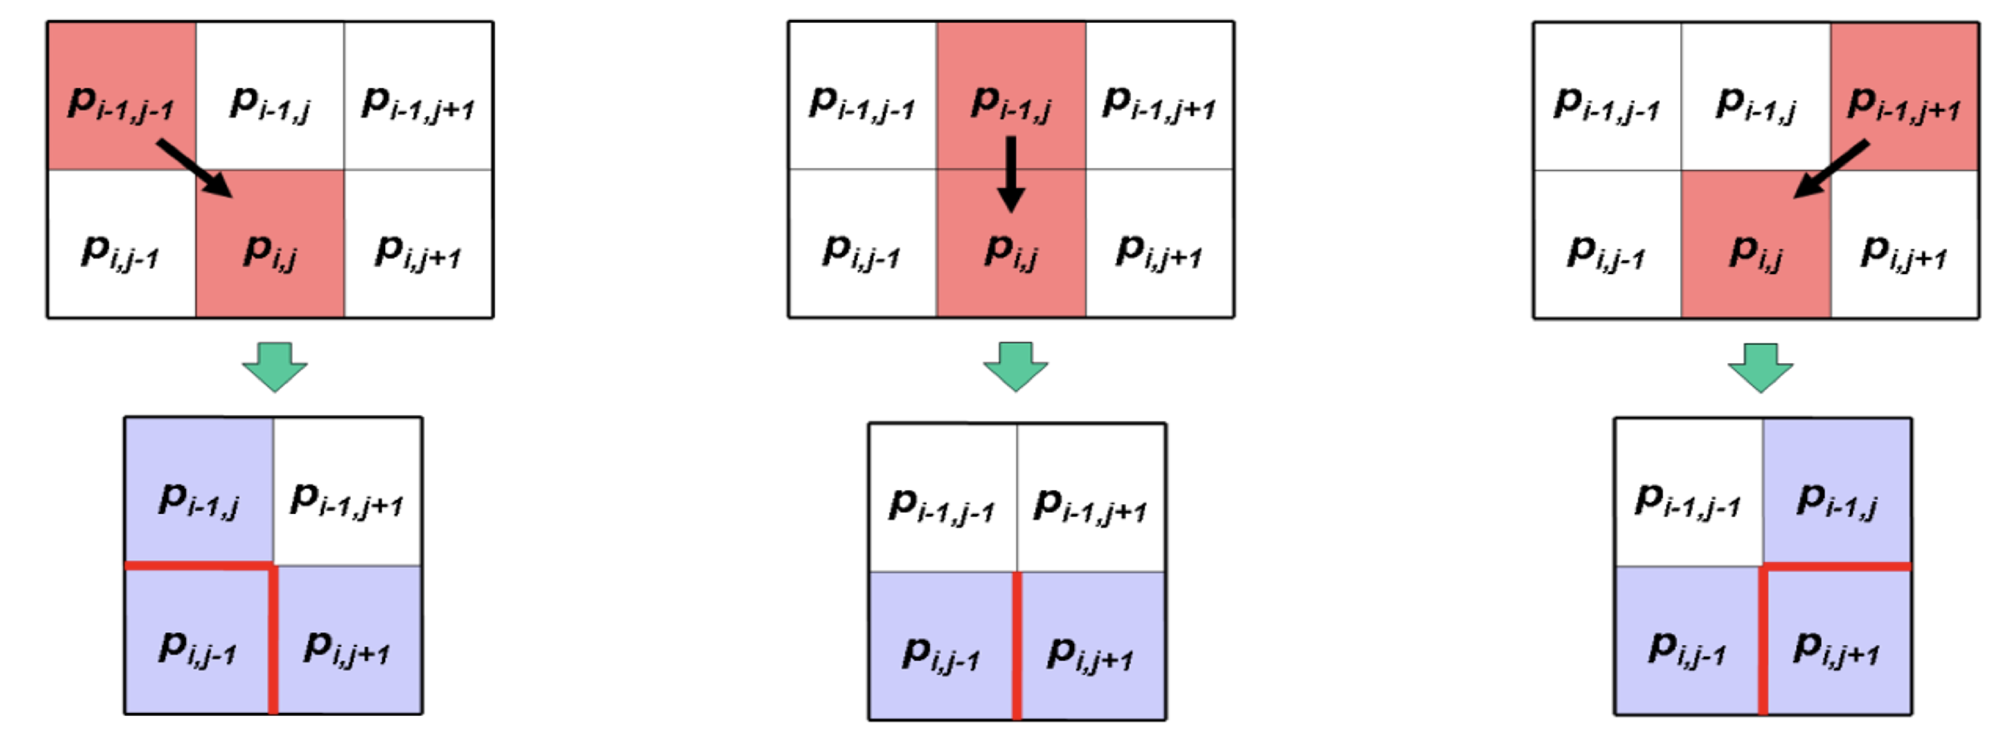 p_{i-1,j-1} p_{i-1,j} p_{i-1,j+1}
p_{i,j-1} p_{i,j} p_{i,j+1}
p_{i-1,j} p_{i-1,j+1}
p_{i,j-1} p_{i,j+1}
p_{i-1,j-1} p_{i-1,j} p_{i-1,j+1}
p_{i,j-1} p_{i,j} p_{i,j+1}
p_{i-1,j-1} p_{i-1,j+1}
p_{i,j-1} p_{i,j+1}
p_{i-1,j-1} p_{i-1,j} p_{i-1,j+1}
p_{i,j-1} p_{i,j} p_{i,j+1}
p_{i-1,j-1} p_{i-1,j}
p_{i,j-1} p_{i,j+1}